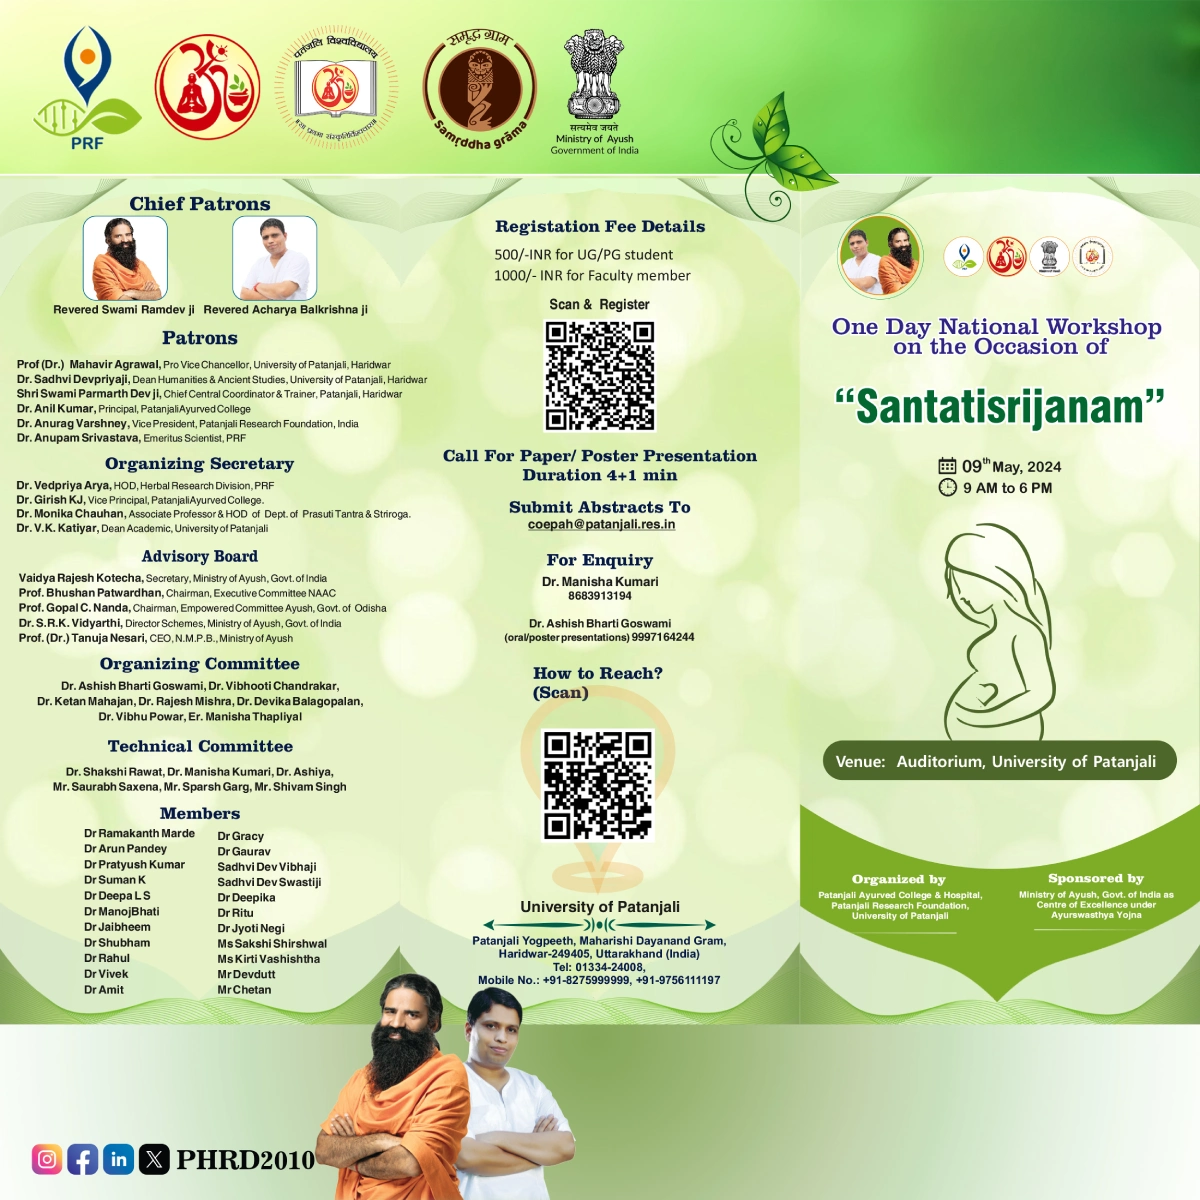 PRF
पतंजलि विश्वविद्यालय
समृद्ध ग्राम
Samṛddha grāma
सत्यमेव जयते
Ministry of Ayush
Government of India
Chief Patrons
Revered Swami Ramdev ji Revered Acharya Balkrishna ji
Patrons
Prof (Dr.) Mahavir Agrawal, Pro Vice Chancellor, University of Patanjali, Haridwar
Dr. Sadhvi Devpriyaji, Dean Humanities & Ancient Studies, University of Patanjali, Haridwar
Shri Swami Parmarth Dev ji, Chief Central Coordinator & Trainer, Patanjali, Haridwar
Dr. Anil Kumar, Principal, Patanjali Ayurved College
Dr. Anurag Varshney, Vice President, Patanjali Research Foundation, India
Dr. Anupam Srivastava, Emeritus Scientist, PRF
Organizing Secretary
Dr. Vedpriya Arya, HOD, Herbal Research Division, PRF
Dr. Girish KJ, Vice Principal, Patanjali Ayurved College.
Dr. Monika Chauhan, Associate Professor & HOD of Dept. of Prasuti Tantra & Striroga.
Dr. V.K. Katiyar, Dean Academic, University of Patanjali
Advisory Board
Vaidya Rajesh Kotecha, Secretary, Ministry of Ayush, Govt. of India
Prof. Bhushan Patwardhan, Chairman, Executive Committee NAAC
Prof. Gopal C. Nanda, Chairman, Empowered Committee Ayush, Govt. of Odisha
Dr. S.R.K. Vidyarthi, Director Schemes, Ministry of Ayush, Govt. of India
Prof. (Dr.) Tanuja Nesari, CEO, N.M.P.B., Ministry of Ayush
Organizing Committee
Dr. Ashish Bharti Goswami, Dr. Vibhooti Chandrakar,
Dr. Ketan Mahajan, Dr. Rajesh Mishra, Dr. Devika Balagopalan,
Dr. Vibhu Powar, Er. Manisha Thapliyal
Technical Committee
Dr. Shakshi Rawat, Dr. Manisha Kumari, Dr. Ashiya,
Mr. Saurabh Saxena, Mr. Sparsh Garg, Mr. Shivam Singh
Members
Dr Ramakanth Marde
Dr Arun Pandey
Dr Pratyush Kumar
Dr Suman K
Dr Deepa L S
Dr ManojBhati
Dr Jaibheem
Dr Shubham
Dr Rahul
Dr Vivek
Dr Amit
Dr Gracy
Dr Gaurav
Sadhvi Dev Vibhaji
Sadhvi Dev Swastiji
Dr Deepika
Dr Ritu
Dr Jyoti Negi
Ms Sakshi Shirshwal
Ms Kirti Vashishtha
Mr Devdutt
Mr Chetan
Registation Fee Details
500/-INR for UG/PG student
1000/- INR for Faculty member
Scan & Register
Call For Paper/ Poster Presentation
Duration 4+1 min
Submit Abstracts To
coepah@patanjali.res.in
For Enquiry
Dr. Manisha Kumari
8683913194
Dr. Ashish Bharti Goswami
(oral/poster presentations) 9997164244
How to Reach?
(Scan)
University of Patanjali
Patanjali Yogpeeth, Maharishi Dayanand Gram,
Haridwar-249405, Uttarakhand (India)
Tel: 01334-24008,
Mobile No.: +91-8275999999, +91-9756111197
One Day National Workshop
on the Occasion of
“Santatisrijanam”
09th May, 2024
9 AM to 6 PM
Venue: Auditorium, University of Patanjali
Organized by
Patanjali Ayurved College & Hospital,
Patanjali Research Foundation,
University of Patanjali
Sponsored by
Ministry of Ayush, Govt. of India as
Centre of Excellence under
Ayurswasthya Yojna
PHRD2010